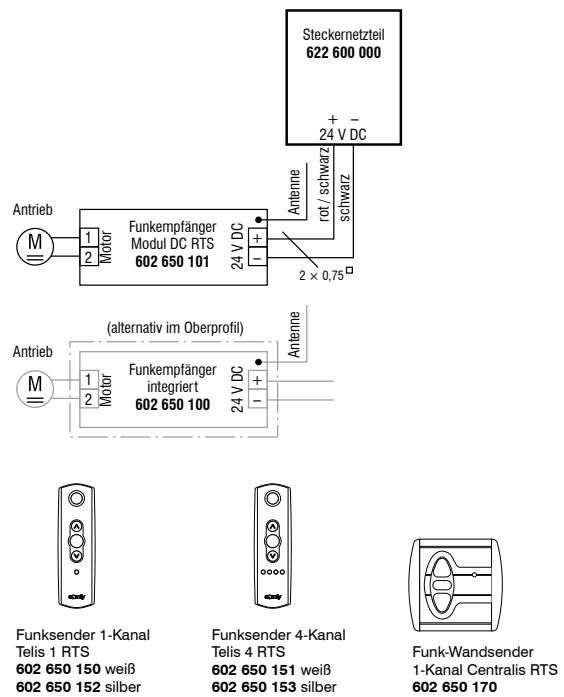 Steckernetzteil
622 600 000
+ –
24 V DC
rot / schwarz
schwarz
Antenne
Antrieb
M
1
2
Motor
Funkempfänger
Modul DC RTS
602 650 101
24 V DC
+
–
2 × 0,75□
(alternativ im Oberprofil)
Antenne
Antrieb
M
1
2
Motor
Funkempfänger
integriert
602 650 100
24 V DC
+
–
somfy
somfy
Funksender 1-Kanal
Telis 1 RTS
602 650 150 weiß
602 650 152 silber
Funksender 4-Kanal
Telis 4 RTS
602 650 151 weiß
602 650 153 silber
Funk-Wandsender
1-Kanal Centralis RTS
602 650 170